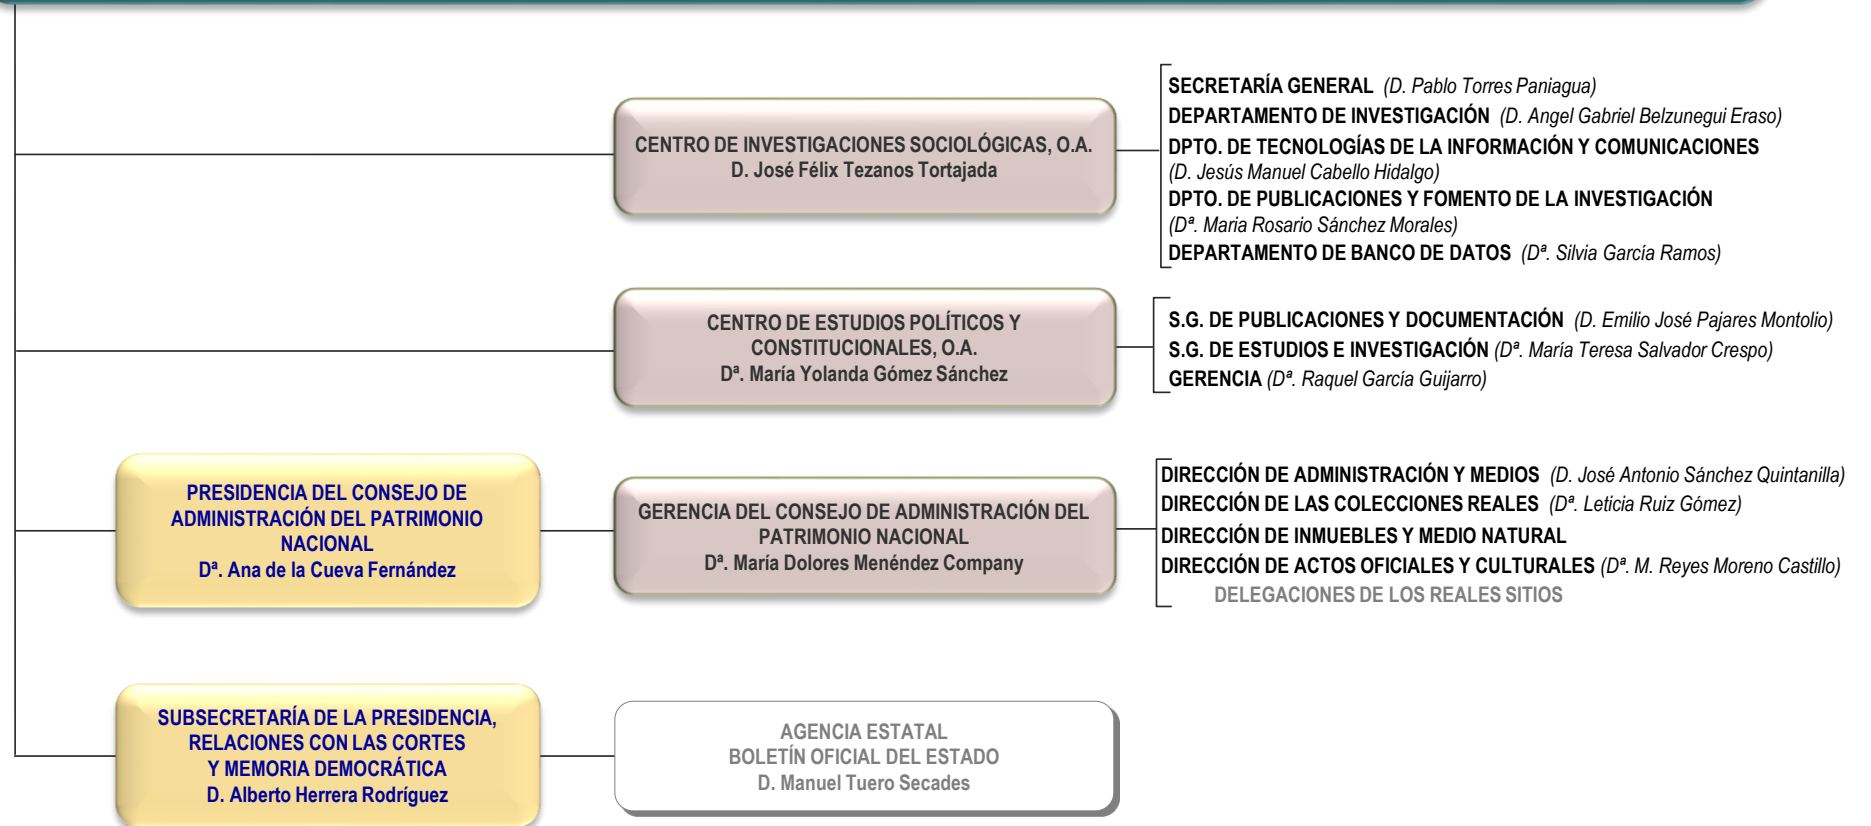 SECRETARÍA GENERAL (D. Pablo Torres Paniagua)
DEPARTAMENTO DE INVESTIGACIÓN (D. Angel Gabriel Belzunegui Eraso)
CENTRO DE INVESTIGACIONES SOCIOLÓGICAS, O.A.
D. José Félix Tezanos Tortajada
DPTO. DE TECNOLOGÍAS DE LA INFORMACIÓN Y COMUNICACIONES
(D. Jesús Manuel Cabello Hidalgo)
DPTO. DE PUBLICACIONES Y FOMENTO DE LA INVESTIGACIÓN
(Dª. Maria Rosario Sánchez Morales)
DEPARTAMENTO DE BANCO DE DATOS (Dª. Silvia García Ramos)
CENTRO DE ESTUDIOS POLÍTICOS Y
CONSTITUCIONALES, O.A.
Dª. María Yolanda Gómez Sánchez
S.G. DE PUBLICACIONES Y DOCUMENTACIÓN (D. Emilio José Pajares Montolio)
S.G. DE ESTUDIOS E INVESTIGACIÓN (Dª. María Teresa Salvador Crespo)
GERENCIA (Dª. Raquel García Guijarro)
PRESIDENCIA DEL CONSEJO DE
ADMINISTRACIÓN DEL PATRIMONIO
NACIONAL
Dª. Ana de la Cueva Fernández
GERENCIA DEL CONSEJO DE ADMINISTRACIÓN DEL
PATRIMONIO NACIONAL
Dª. María Dolores Menéndez Company
DIRECCIÓN DE ADMINISTRACIÓN Y MEDIOS (D. José Antonio Sánchez Quintanilla)
DIRECCIÓN DE LAS COLECCIONES REALES (Dª. Leticia Ruiz Gómez)
DIRECCIÓN DE INMUEBLES Y MEDIO NATURAL
DIRECCIÓN DE ACTOS OFICIALES Y CULTURALES (Dª. M. Reyes Moreno Castillo)
DELEGACIONES DE LOS REALES SITIOS
SUBSECRETARÍA DE LA PRESIDENCIA,
RELACIONES CON LAS CORTES
Y MEMORIA DEMOCRÁTICA
D. Alberto Herrera Rodríguez
AGENCIA ESTATAL
BOLETÍN OFICIAL DEL ESTADO
D. Manuel Tuero Secades